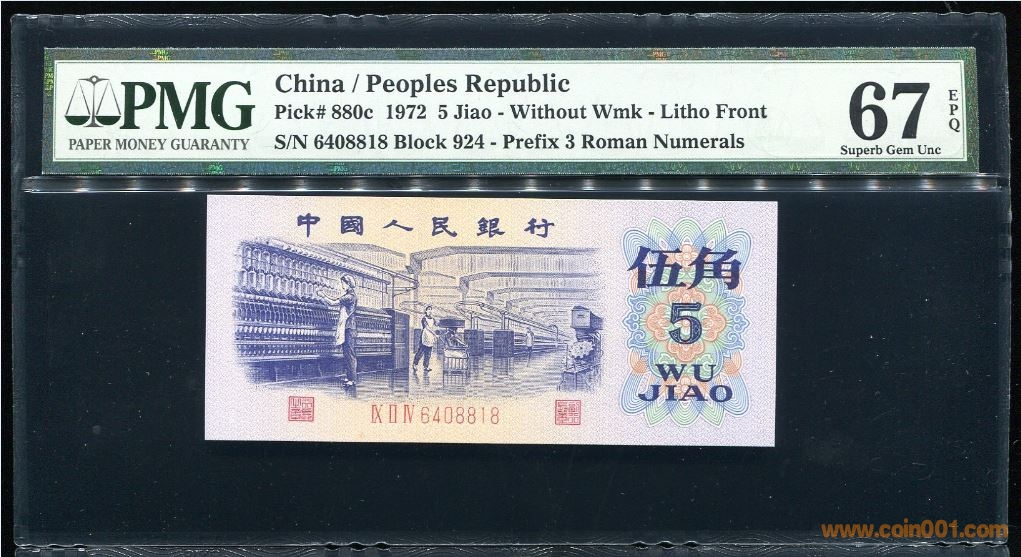 PMG
PAPER MONEY GUARANTY
China / Peoples Republic
Pick# 880c 1972 5 Jiao - Without Wmk - Litho Front
S/N 6408818 Block 924 - Prefix 3 Roman Numerals
67
EPQ
Superb Gem Unc
中國人民銀行
伍角
5
WU
JIAO
IX II IV 6408818
www.coin001.com